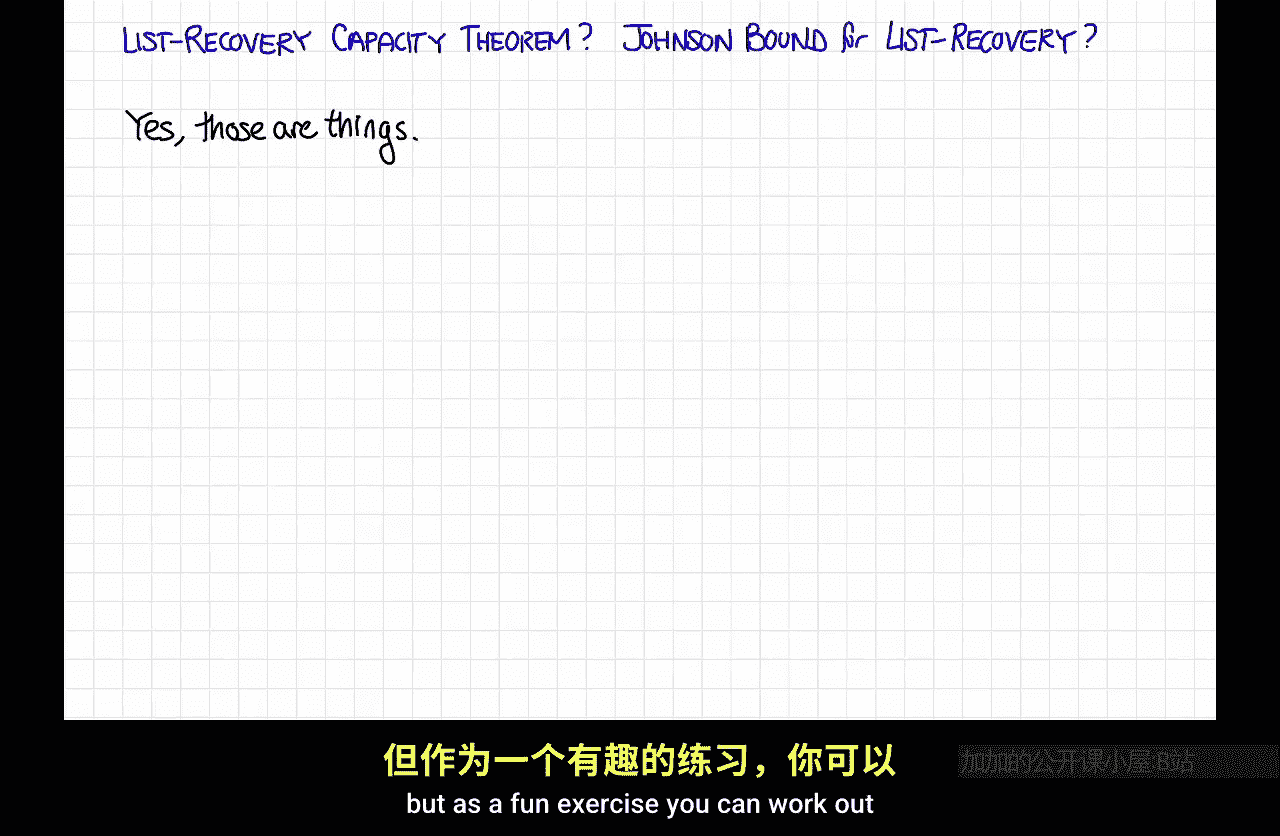 LIST-RECOVERY CAPACITY THEOREM? JOHNSON BOUND for LIST-RECOVERY?
Yes, those are things.
但作为一个有趣的练习，你可以
加加的公开课小屋 B站
but as a fun exercise you can work out